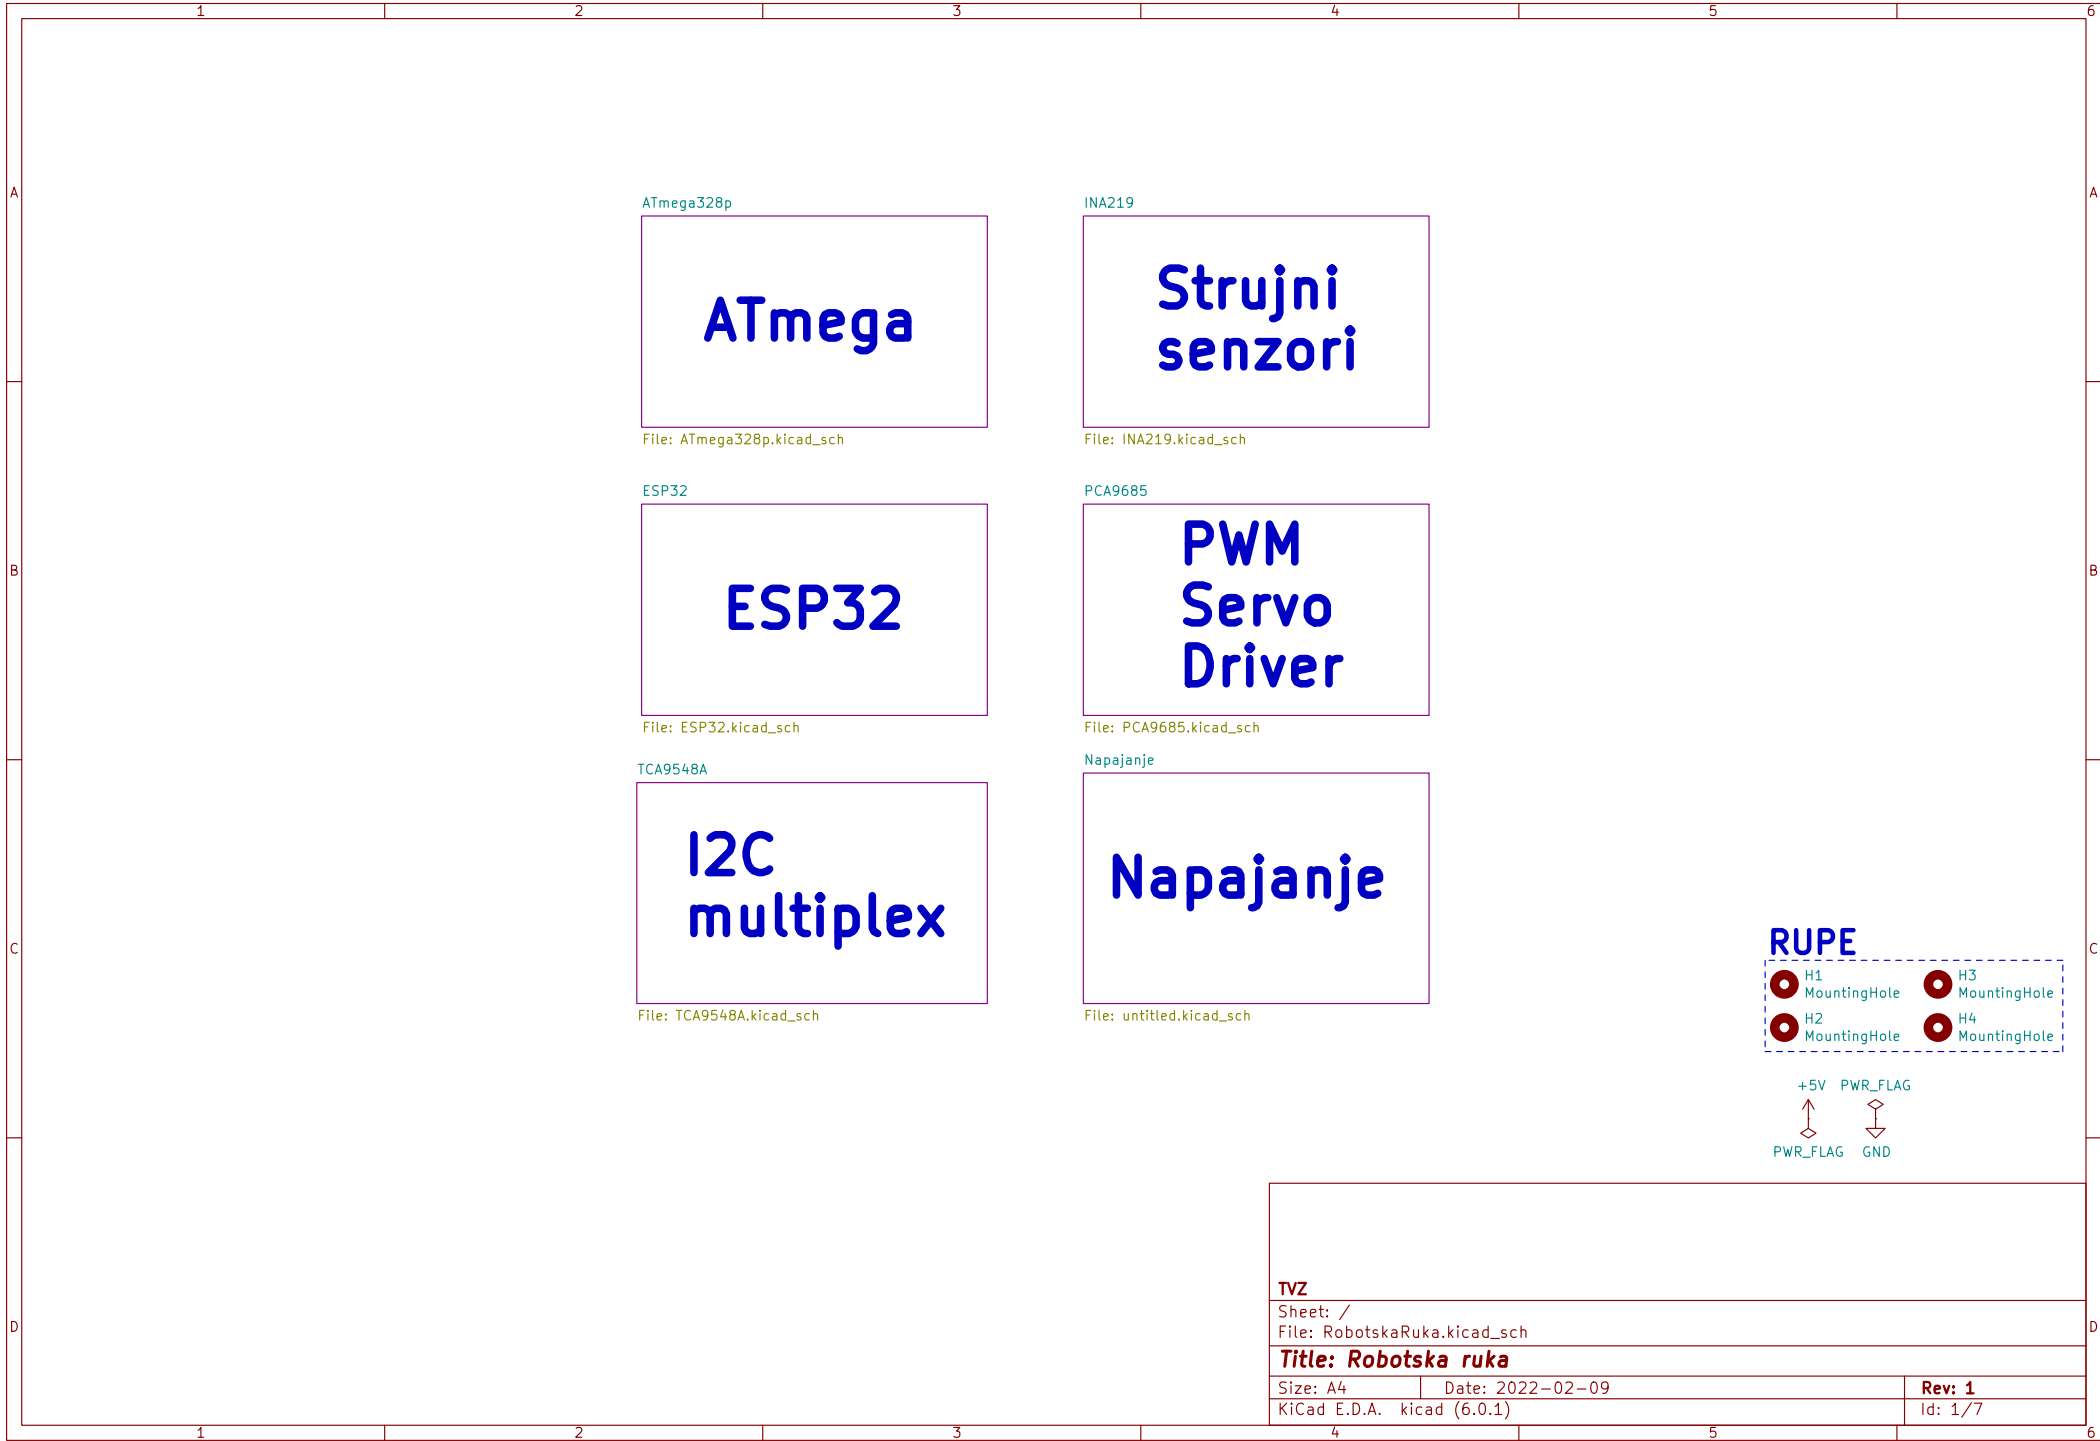 1 2 3 4 5 6
A A
ATmega328p
ATmega
File: ATmega328p.kicad_sch
INA219
Strujni
senzori
File: INA219.kicad_sch
B B
ESP32
ESP32
File: ESP32.kicad_sch
PCA9685
PWM
Servo
Driver
File: PCA9685.kicad_sch
TCA9548A
I2C
multiplex
File: TCA9548A.kicad_sch
Napajanje
Napajanje
File: untitled.kicad_sch
C C
RUPE
H1
MountingHole
H3
MountingHole
H2
MountingHole
H4
MountingHole
+5V PWR_FLAG
PWR_FLAG GND
TVZ
Sheet: /
File: RobotskaRuka.kicad_sch
Title: Robotska ruka
Size: A4 Date: 2022-02-09 Rev: 1
KiCad E.D.A. kicad (6.0.1) Id: 1/7
D D
1 2 3 4 5 6